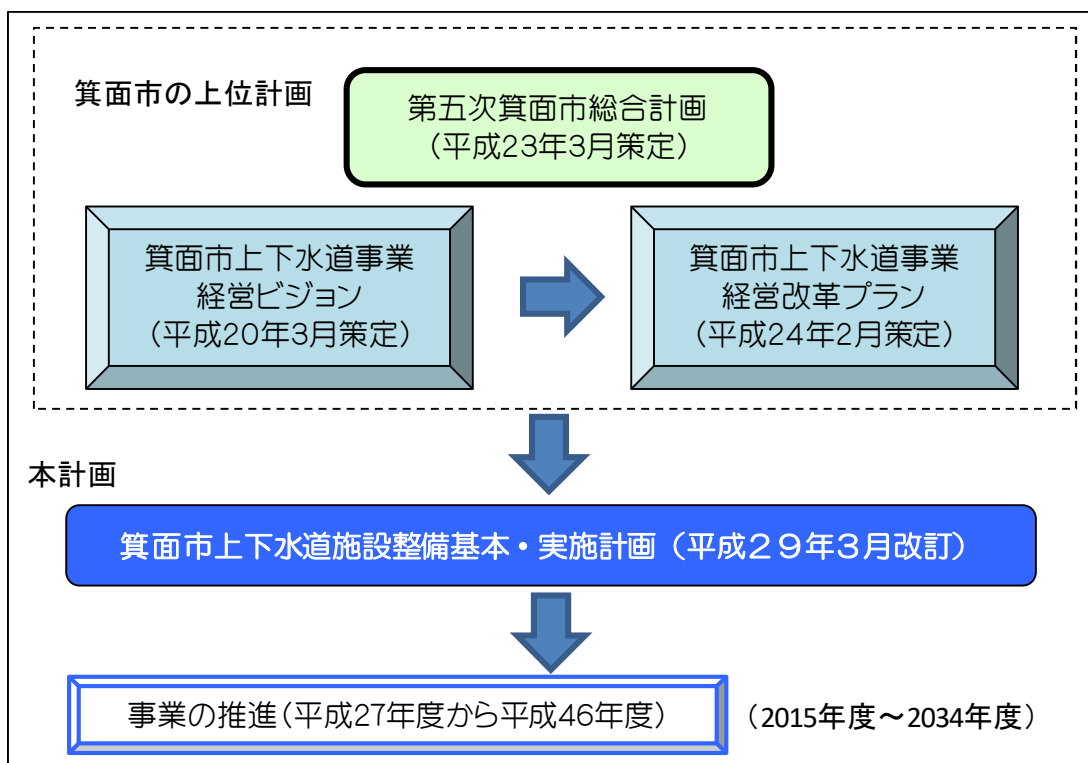 箕面市の上位計画
第五次箕面市総合計画
（平成23年3月策定）
箕面市上下水道事業
経営ビジョン
（平成20年3月策定）
箕面市上下水道事業
経営改革プラン
（平成24年2月策定）
本計画
箕面市上下水道施設整備基本・実施計画（平成２９年３月改訂）
事業の推進（平成27年度から平成46年度）
（2015年度～2034年度）